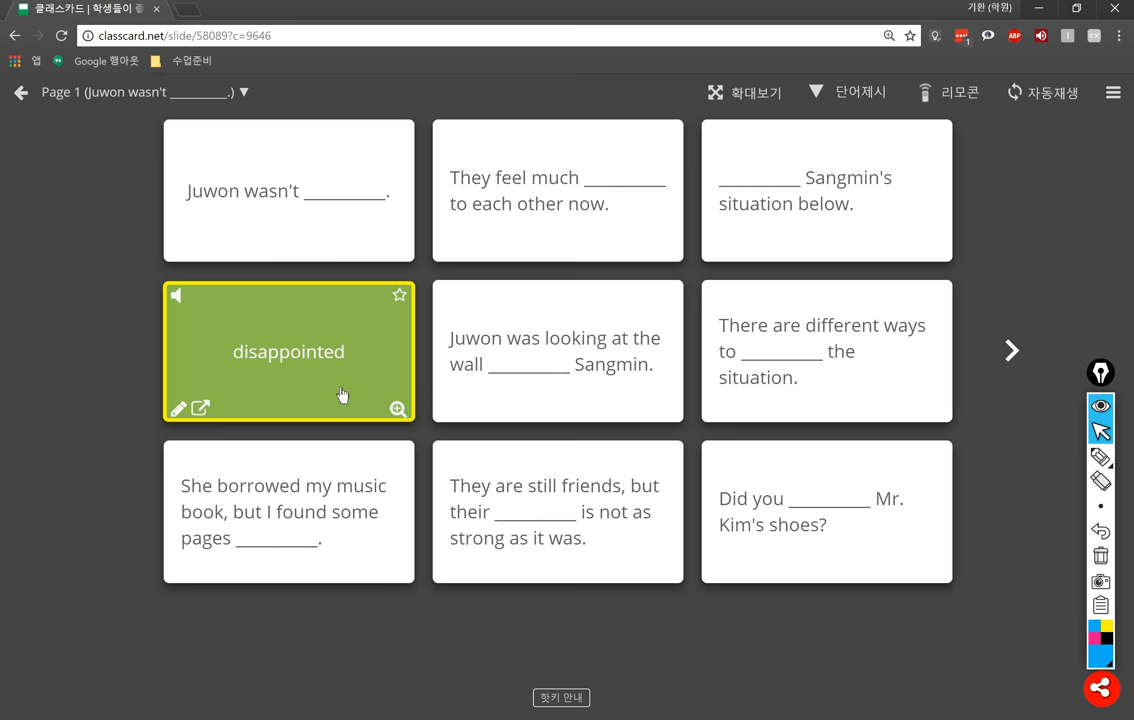 클래스카드 | 학생들이 좋
기환 (학원)
classcard.net/slide/58089?c=9646
1
ABP
앱
Google 행아웃
수업준비
Page 1 (Juwon wasn't _________.) ▼
확대보기
단어제시
리모콘
자동재생
Juwon wasn't _________.
They feel much _________
to each other now.
_________ Sangmin's
situation below.
disappointed
Juwon was looking at the
wall _________ Sangmin.
There are different ways
to _________ the
situation.
She borrowed my music
book, but I found some
pages _________.
They are still friends, but
their _________ is not as
strong as it was.
Did you _________ Mr.
Kim's shoes?
핫키 안내